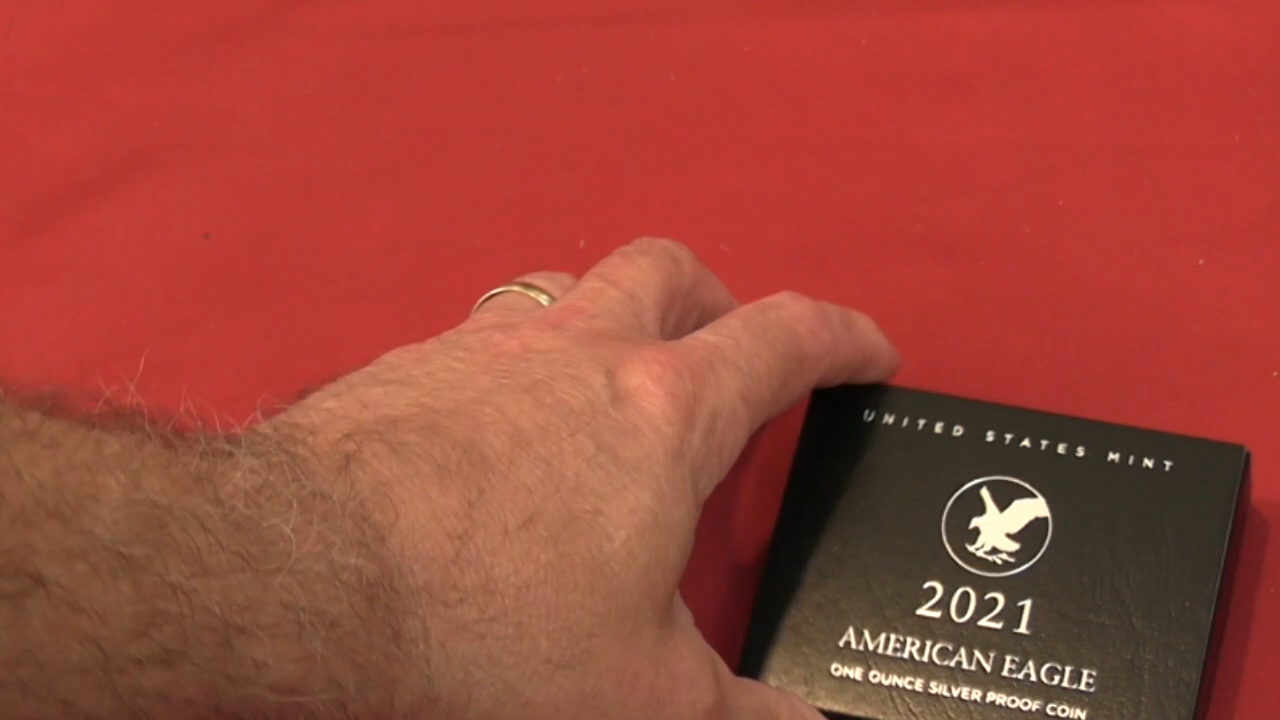 UNITED STATES MINT
2021
AMERICAN EAGLE
ONE OUNCE SILVER PROOF COIN